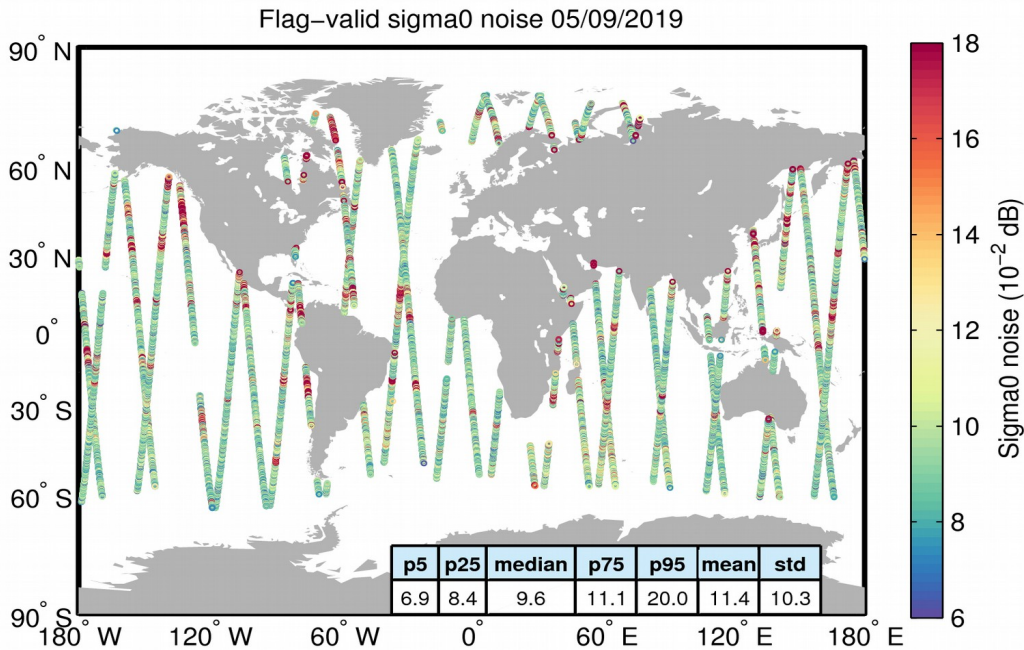 Flag−valid sigma0 noise 05/09/2019
90° N
60° N
30° N
0°
30° S
60° S
90° S
180° W
120° W
60° W
0°
60° E
120° E
180° E
18
16
14
12
10
8
6
Sigma0 noise (10⁻² dB)
p5 p25 median p75 p95 mean std
6.9 8.4 9.6 11.1 20.0 11.4 10.3